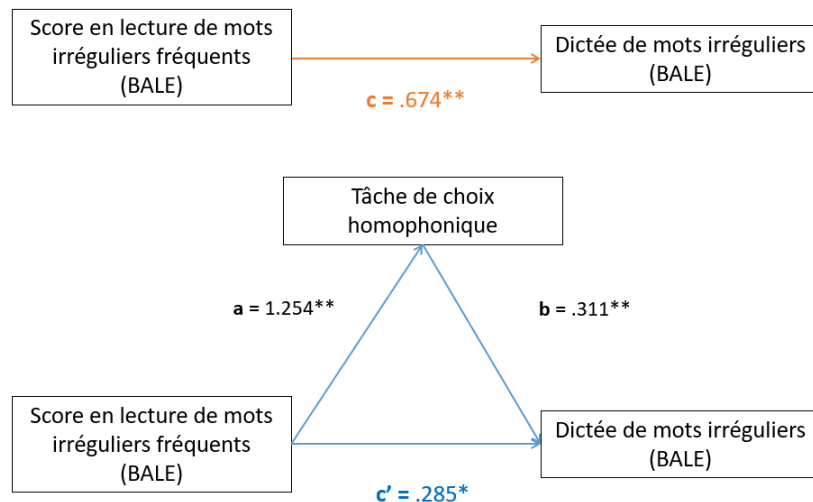 Score en lecture de mots
irréguliers fréquents
(BALE)
Dictée de mots irréguliers
(BALE)
c = .674**
Tâche de choix
homophonique
a = 1.254**
b = .311**
Score en lecture de mots
irréguliers fréquents
(BALE)
Dictée de mots irréguliers
(BALE)
c’ = .285*